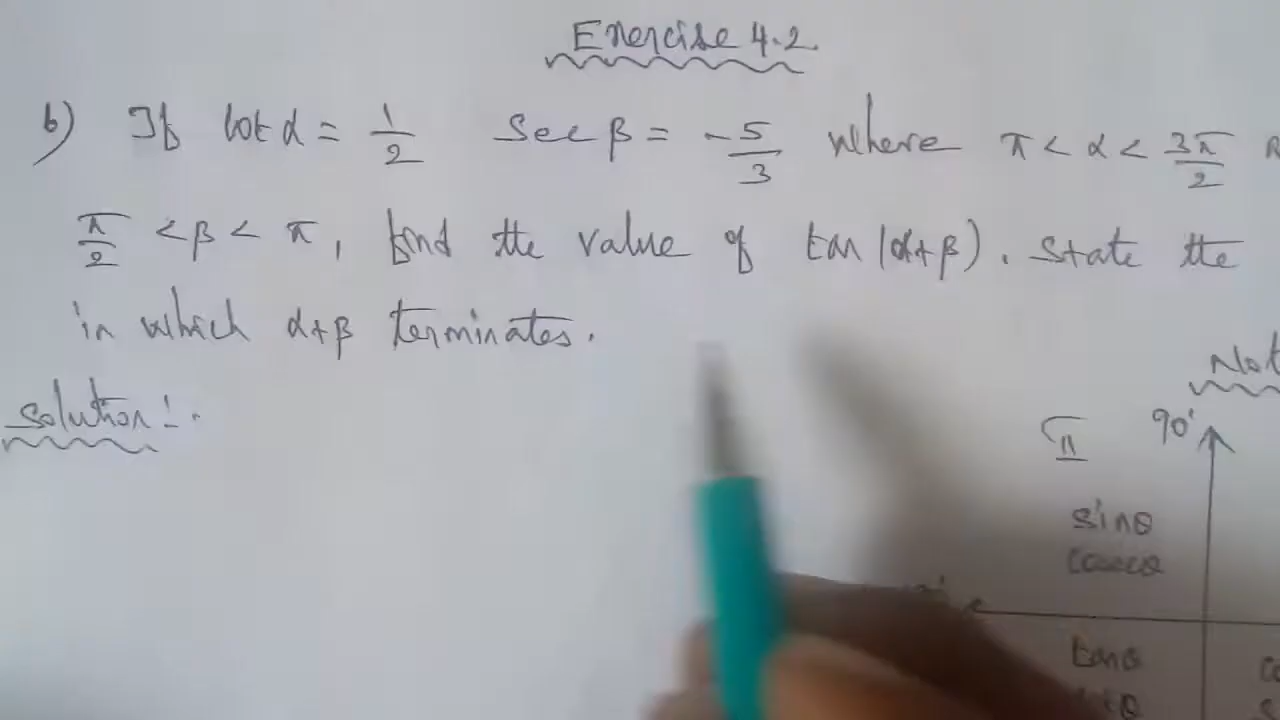 Exercise 4.2
6) If cot α = 1/2 sec β = -5/3 where π < α < 3π/2
π/2 < β < π, find the value of tan (α+β). State the
in which α+β terminates.
Solution:-
90°
II
sinθ
cosecθ
tanθ